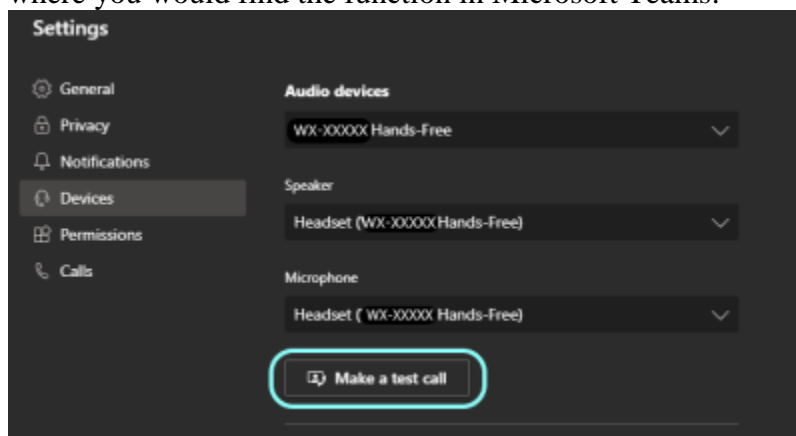 where you would find the function in Microsoft Teams.
Settings
General
Privacy
Notifications
Devices
Permissions
Calls
Audio devices
WX-XXXXX Hands-Free
Speaker
Headset (WX-XXXXX Hands-Free)
Microphone
Headset ( WX-XXXXX Hands-Free)
Make a test call